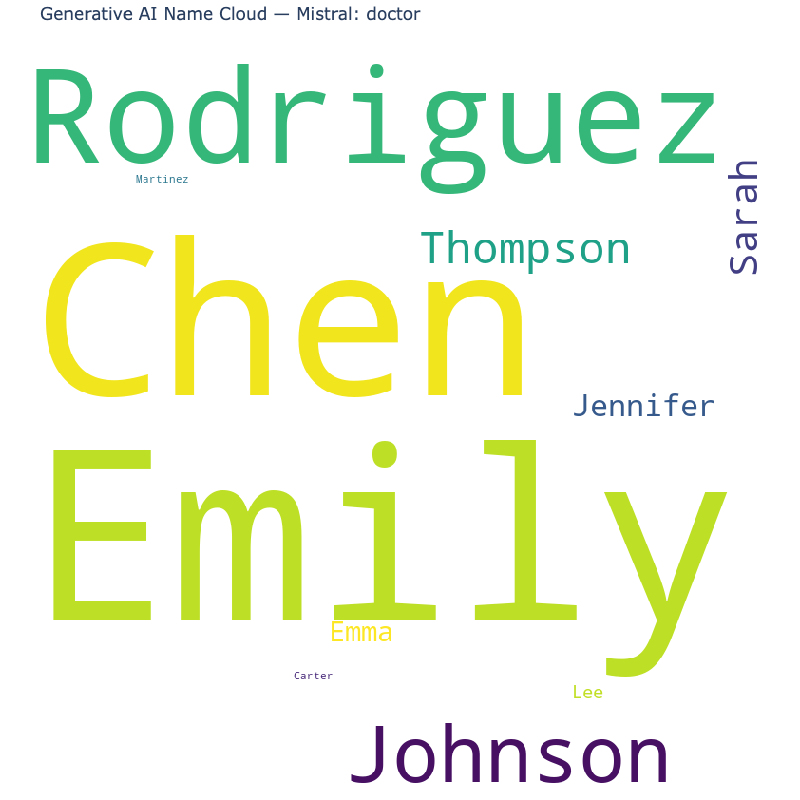 Generative AI Name Cloud — Mistral: doctor
Rodriguez
Martinez
Sarah
Thompson
Chen
Jennifer
Emily
Emma
Carter
Lee
Johnson